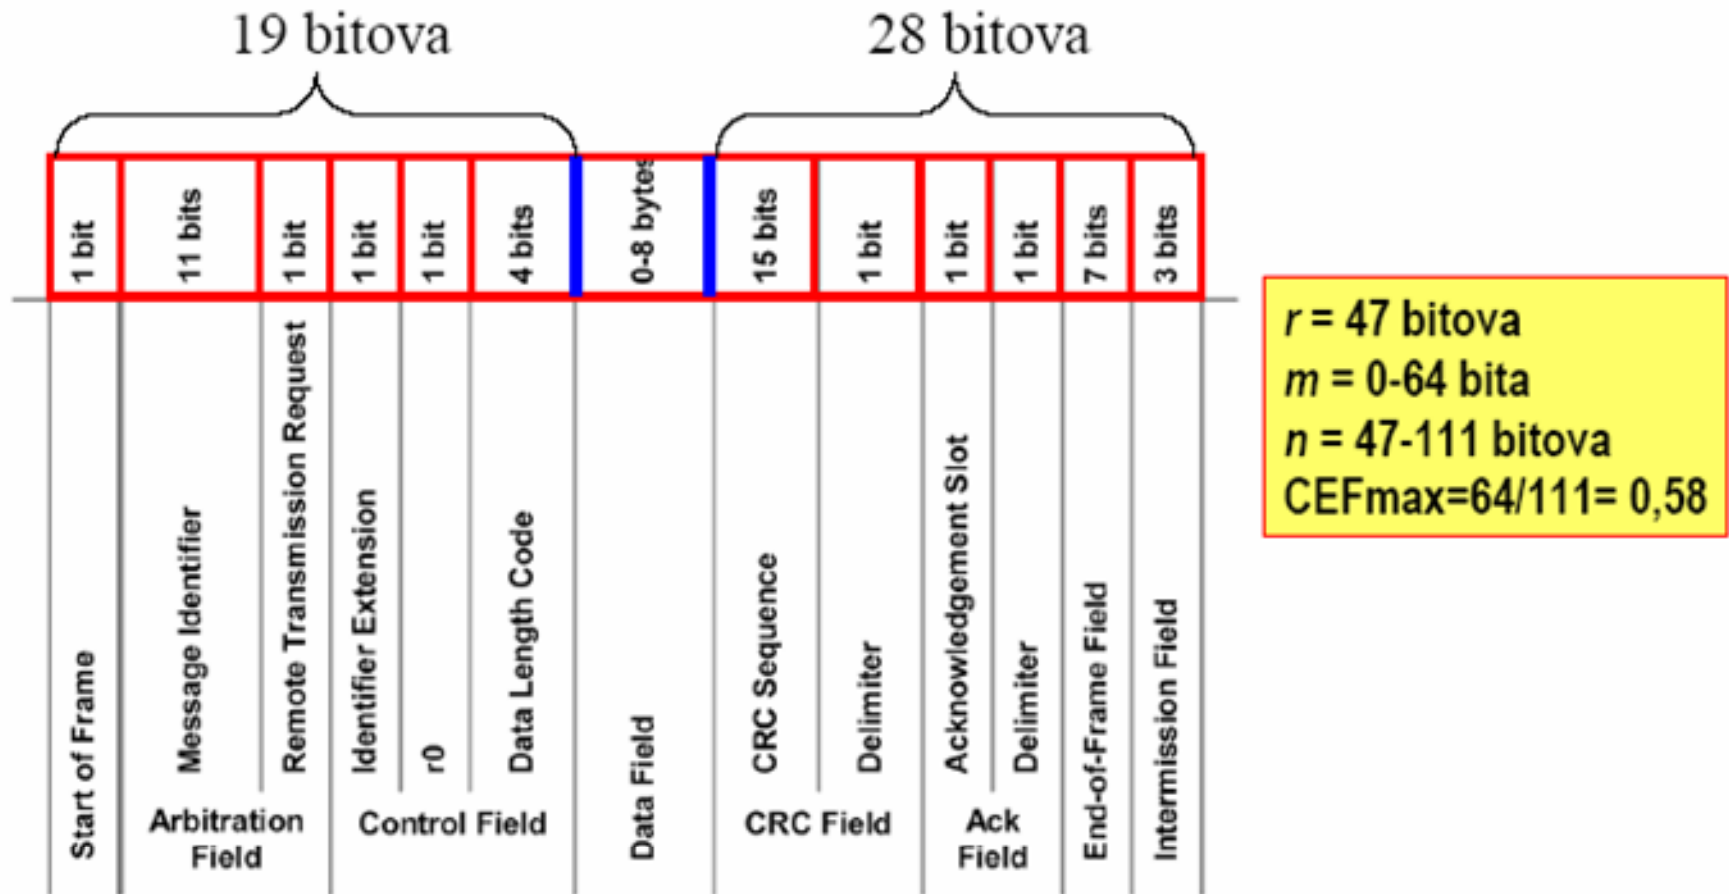 19 bitova
28 bitova
1 bit
11 bits
1 bit
1 bit
1 bit
4 bits
0-8 bytes
15 bits
1 bit
1 bit
1 bit
7 bits
3 bits
Start of Frame
Message Identifier
Remote Transmission Request
Identifier Extension
r0
Data Length Code
Data Field
CRC Sequence
Delimiter
Acknowledgement Slot
Delimiter
End-of-Frame Field
Intermission Field
Arbitration
Field
Control Field
CRC Field
Ack
Field
r = 47 bitova
m = 0-64 bita
n = 47-111 bitova
CEFmax=64/111= 0,58